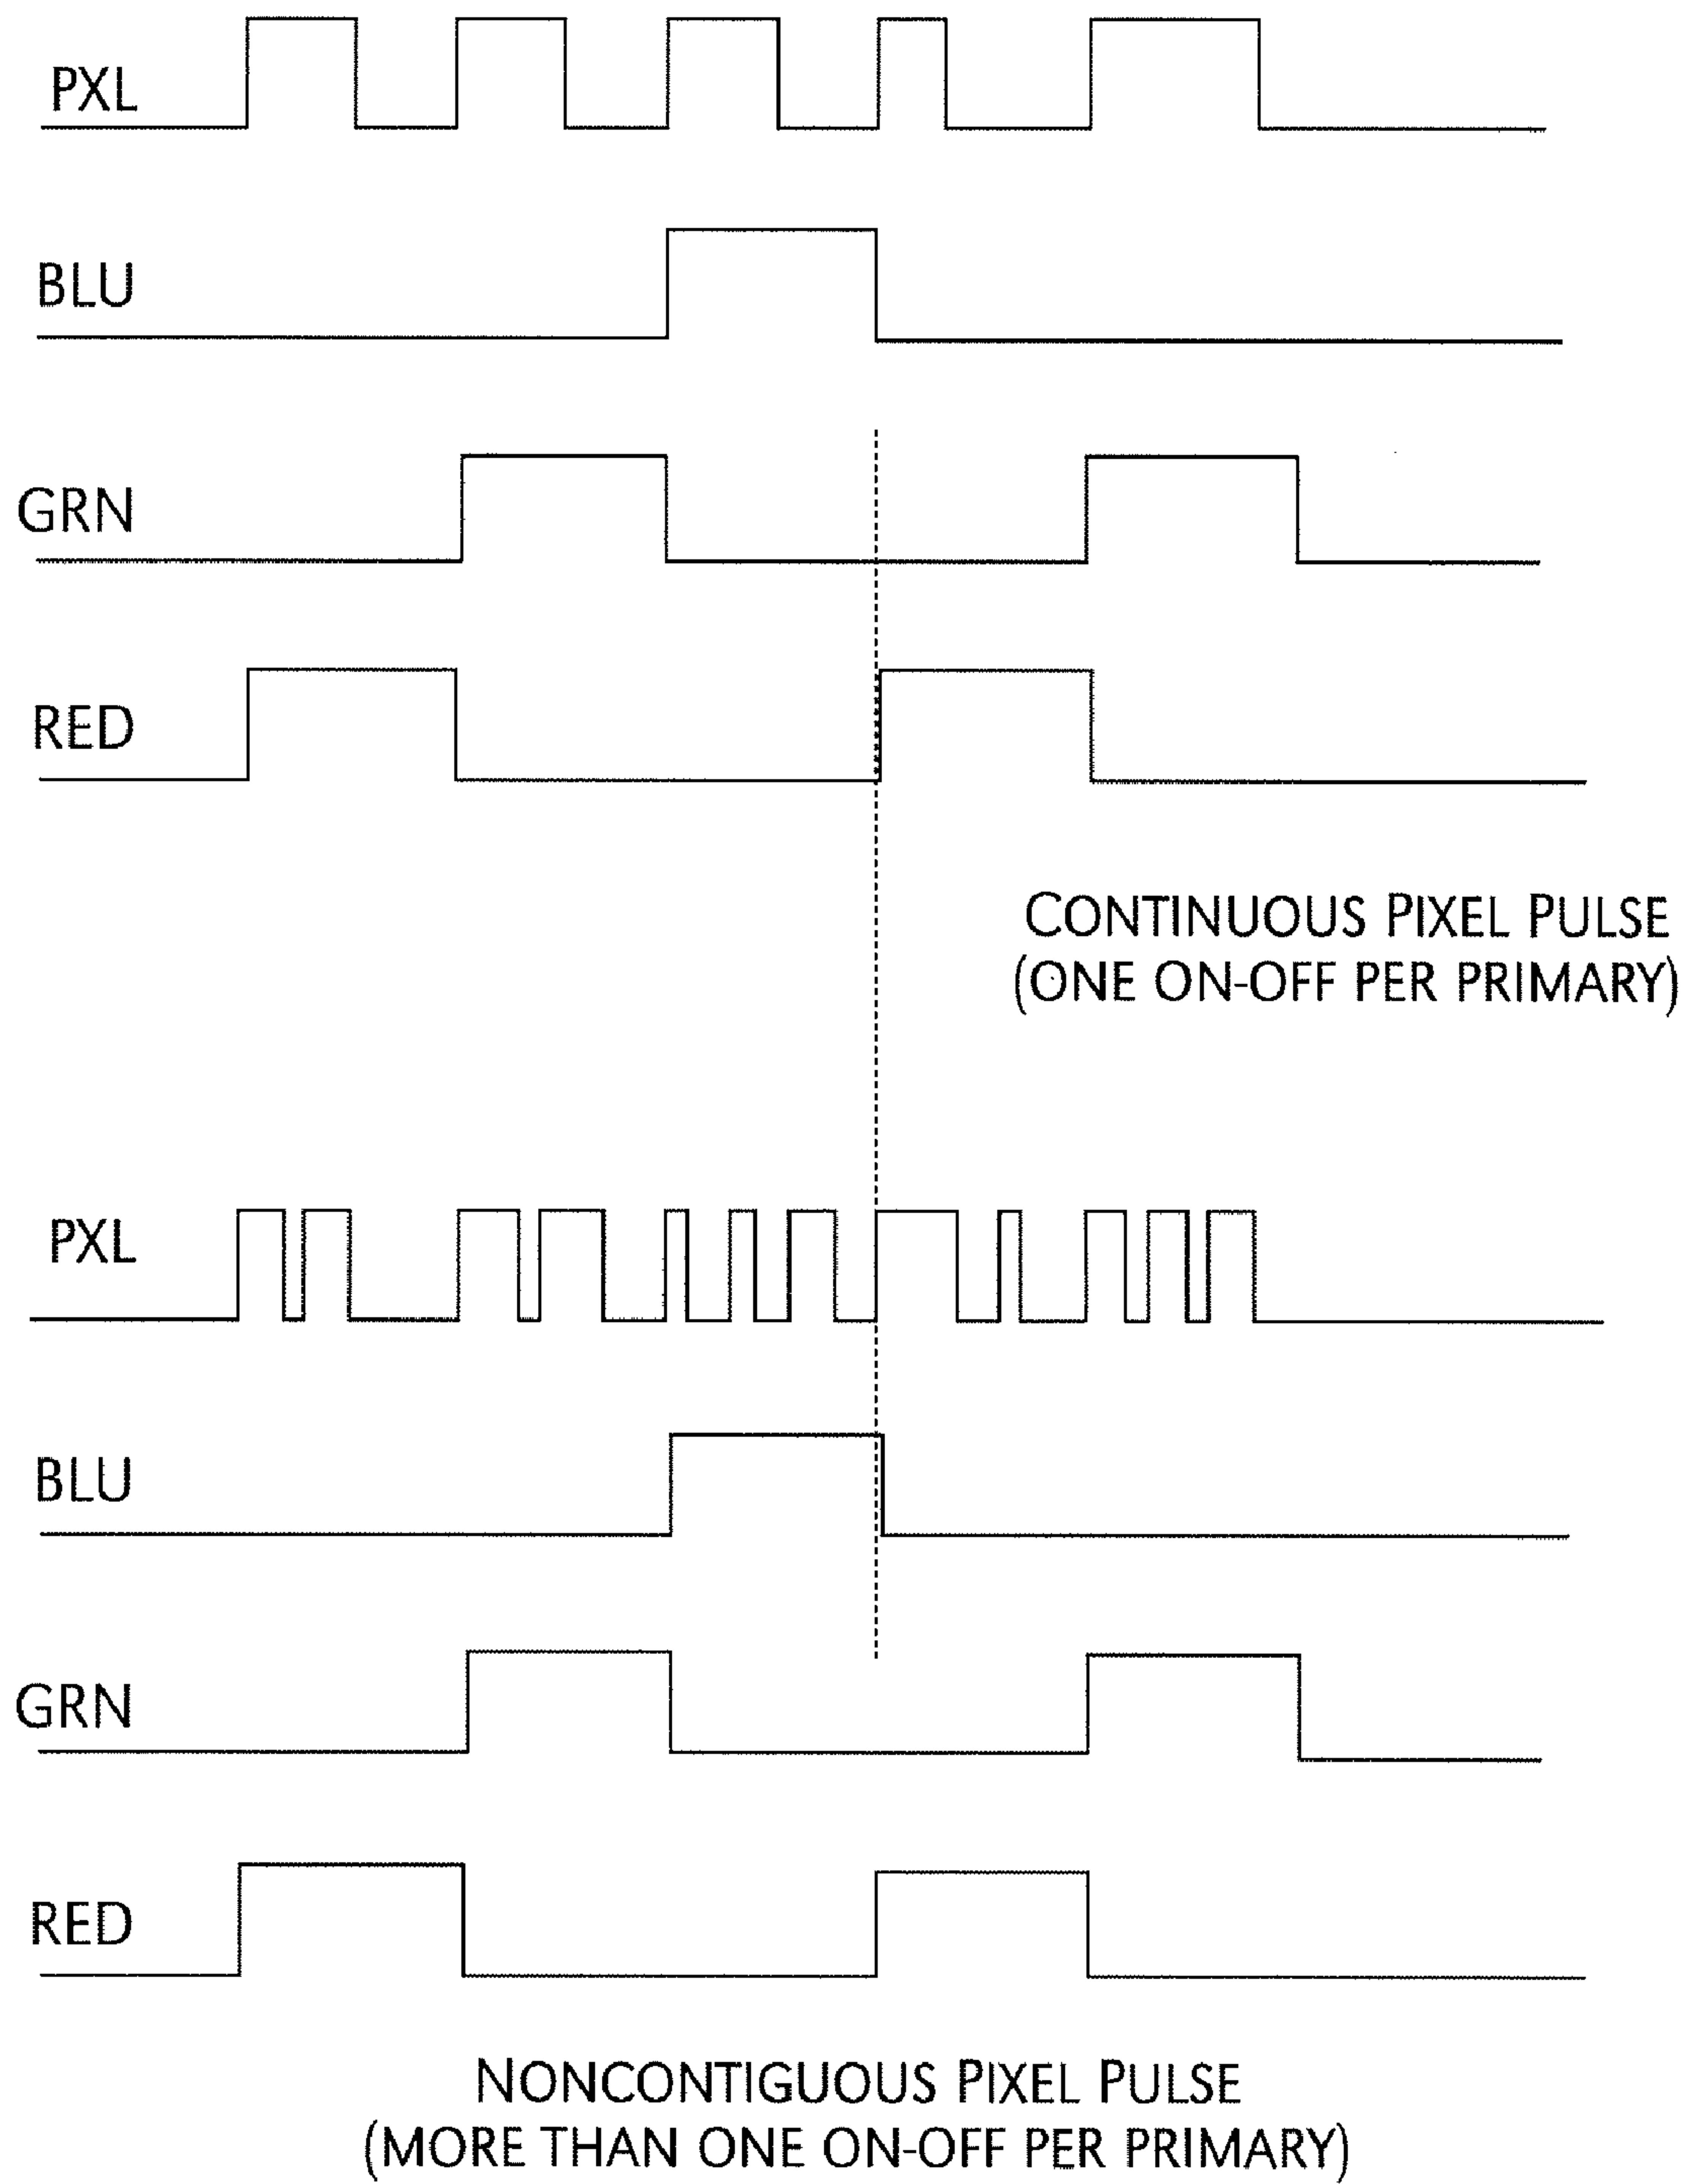 PXL
BLU
GRN
RED
CONTINUOUS PIXEL PULSE
(ONE ON-OFF PER PRIMARY)
PXL
BLU
GRN
RED
NONCONTIGUOUS PIXEL PULSE
(MORE THAN ONE ON-OFF PER PRIMARY)